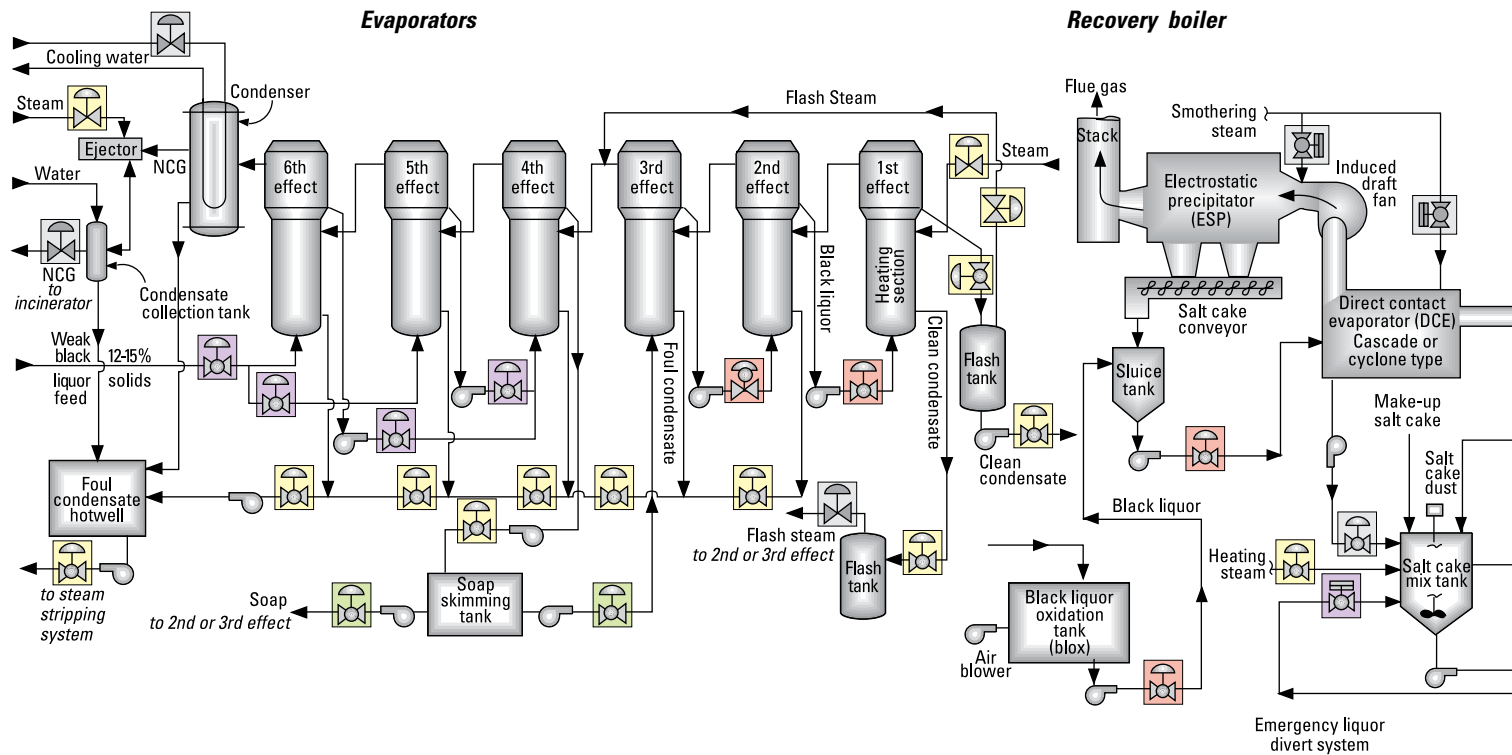 Evaporators
Recovery boiler
Cooling water
Condenser
Steam
Ejector
NCG
Water
NCG
to
incinerator
Condensate
collection tank
Weak
black
liquor
feed
12-15%
solids
6th
effect
5th
effect
4th
effect
3rd
effect
2nd
effect
1st
effect
Heating
section
Flash Steam
Steam
Black liquor
Foul condensate
Clean condensate
Flash
tank
Clean
condensate
Foul
condensate
hotwell
to steam
stripping
system
Soap
to 2nd or 3rd effect
Soap
skimming
tank
Flash steam
to 2nd or 3rd effect
Flash
tank
Flue gas
Stack
Smothering
steam
Electrostatic
precipitator
(ESP)
Induced
draft
fan
Salt cake
conveyor
Direct contact
evaporator (DCE)
Cascade or
cyclone type
Sluice
tank
Make-up
salt cake
Salt
cake
dust
Black liquor
Heating
steam
Salt cake
mix tank
Black liquor
oxidation
tank
(blox)
Air
blower
Emergency liquor
divert system